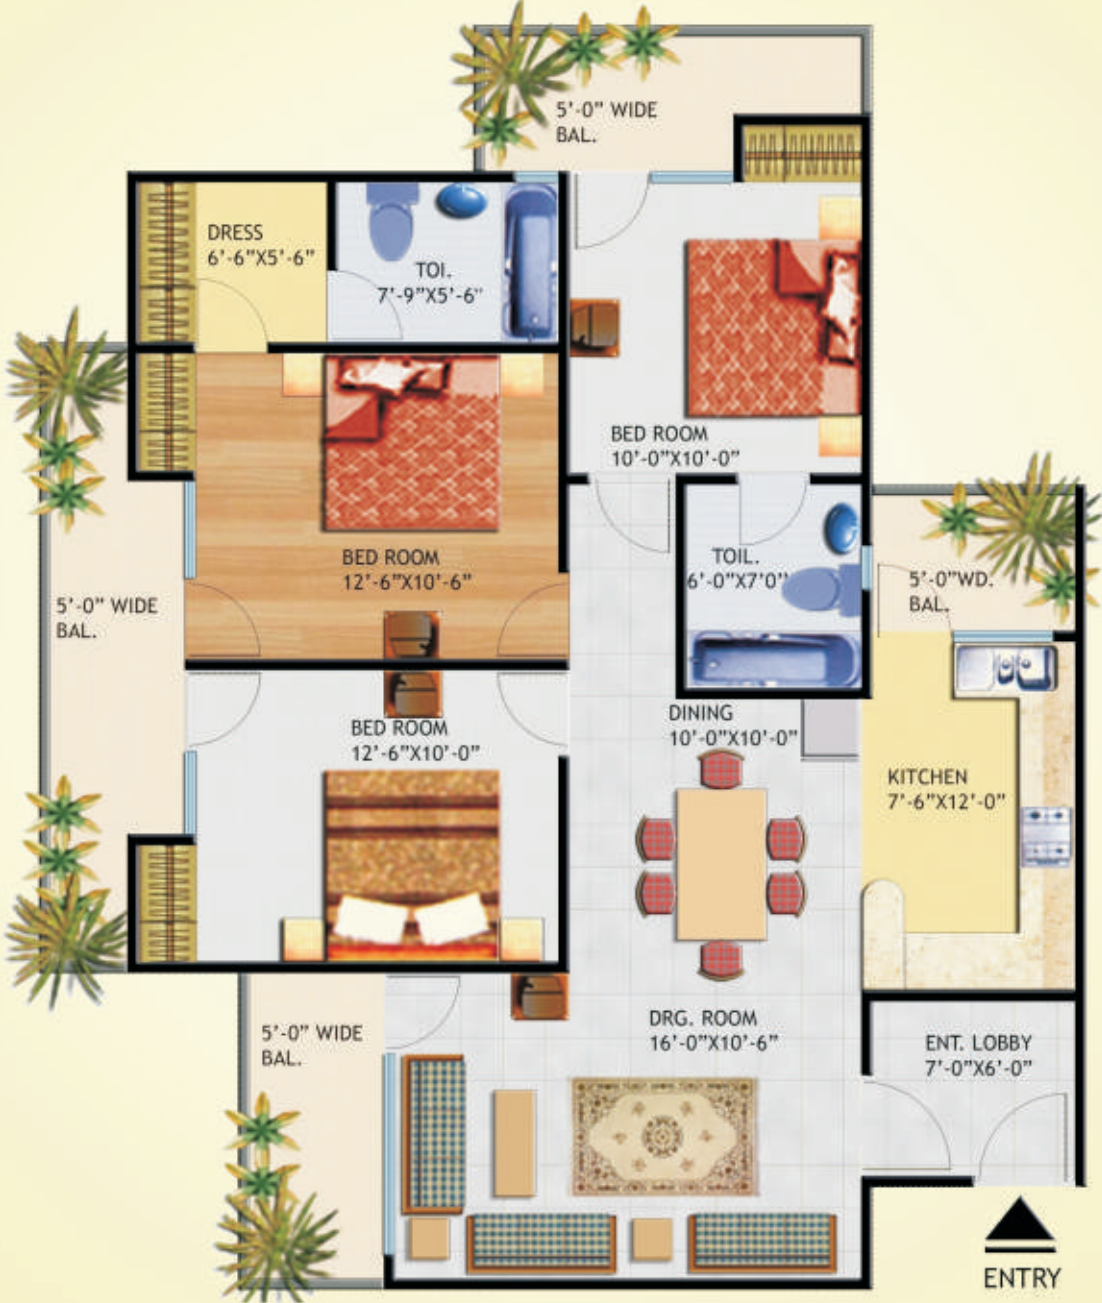 5'-0” WIDE
BAL.
DRESS
6'-6”X5'-6”
TOI.
7'-9”X5'-6"
BED ROOM
10'-0”X10'-0”
BED ROOM
12'-6”X10'-6”
TOIL.
6'-0”X7'0”
5'-0”WD.
BAL.
5'-0” WIDE
BAL.
BED ROOM
12'-6”X10'-0”
DINING
10'-0”X10'-0”
KITCHEN
7'-6”X12'-0”
5'-0” WIDE
BAL.
DRG. ROOM
16'-0”X10'-6”
ENT. LOBBY
7'-0”X6'-0”
ENTRY